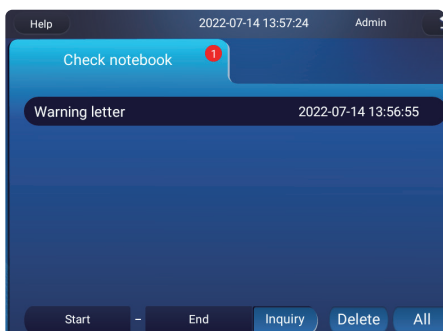 Help 2022-07-14 13:57:24 Admin
Check notebook 1
Warning letter 2022-07-14 13:56:55
Start - End Inquiry Delete All